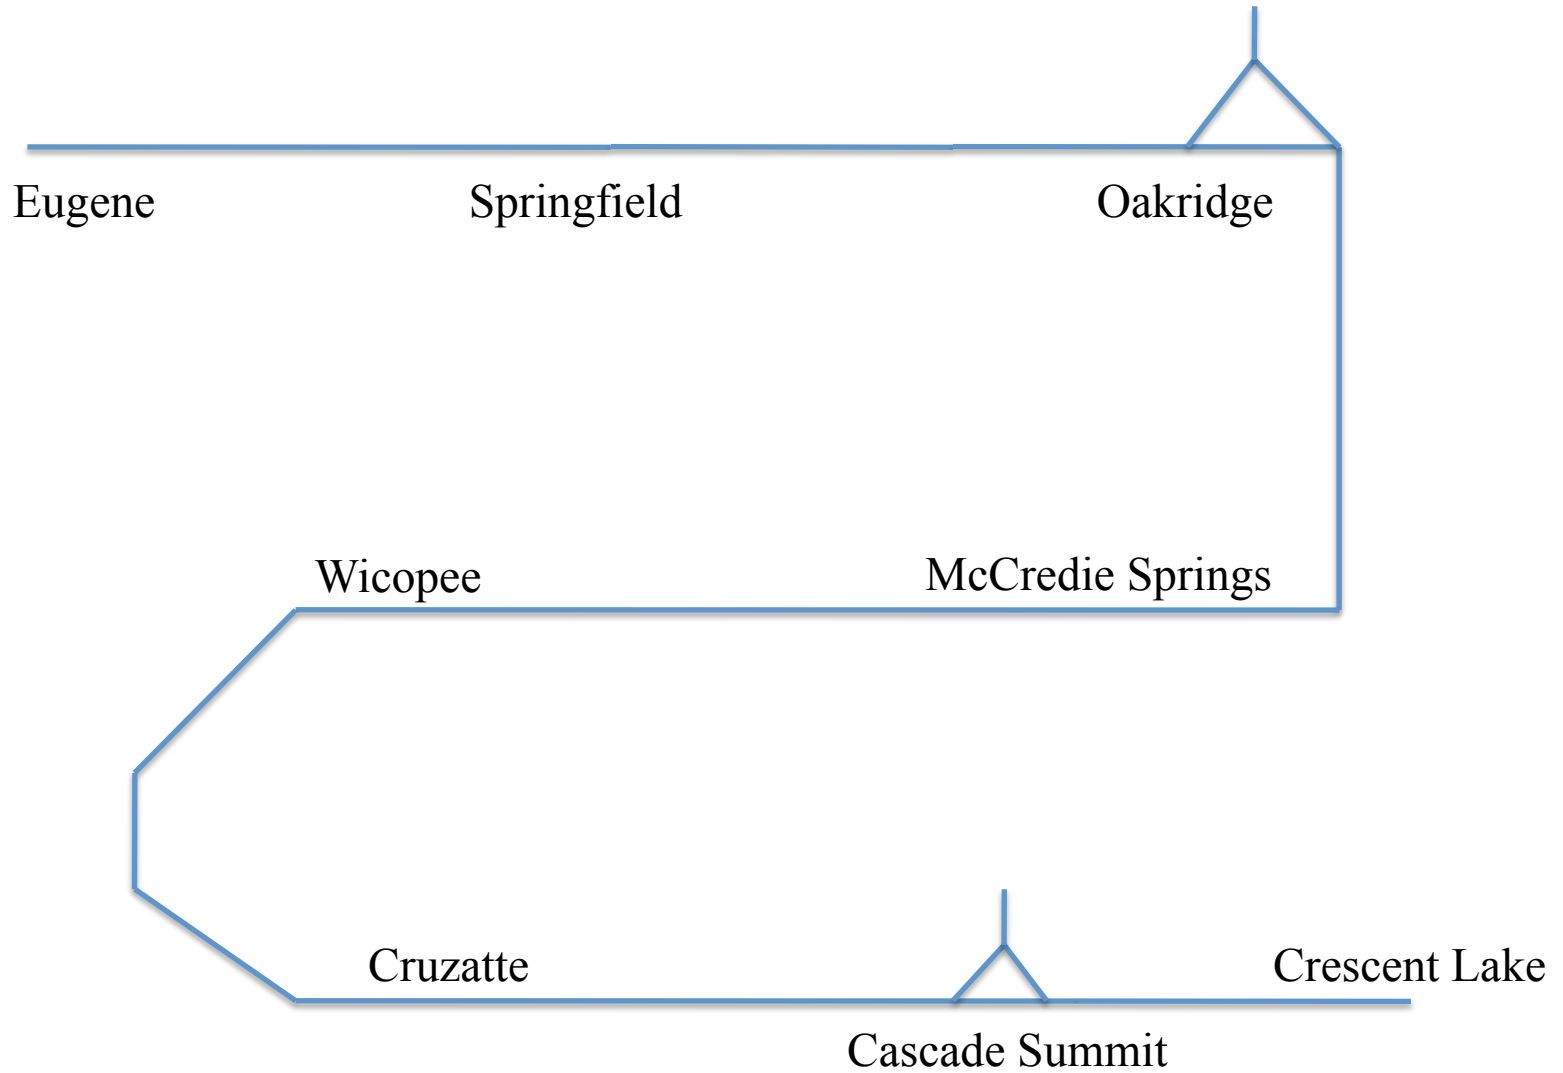 Eugene
Springfield
Oakridge
Wicopee
McCredie Springs
Cruzatte
Crescent Lake
Cascade Summit